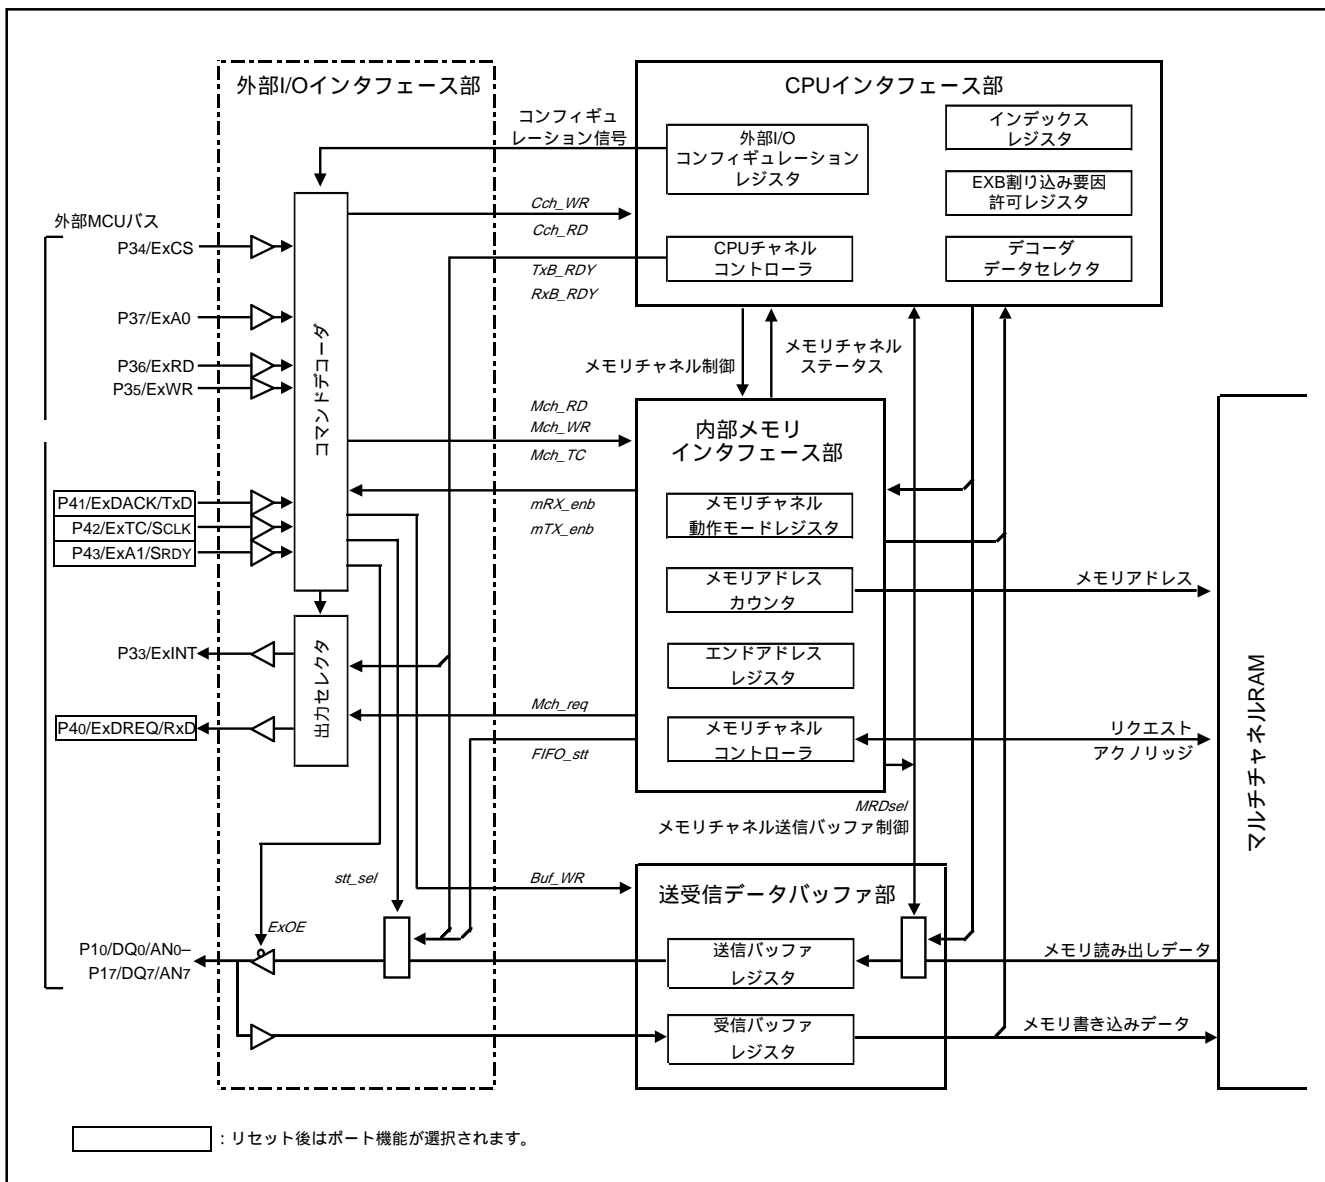 外部I/Oインタフェース部
CPUインタフェース部
コンフィギュ
レーション信号
外部I/O
コンフィギュレーション
レジスタ
インデックス
レジスタ
EXB割り込み要因
許可レジスタ
CPUチャネル
コントローラ
デコーダ
データセレクタ
外部MCUバス
P34/ExCS
P37/ExA0
P36/ExRD
P35/ExWR
コマンドデコーダ
Cch_WR
Cch_RD
TxB_RDY
RxB_RDY
メモリチャネル制御
メモリチャネル
ステータス
Mch_RD
Mch_WR
Mch_TC
mRX_enb
mTX_enb
内部メモリ
インタフェース部
メモリチャネル
動作モードレジスタ
メモリアドレス
カウンタ
エンドアドレス
レジスタ
メモリチャネル
コントローラ
P41/ExDACK/TxD
P42/ExTC/SCLK
P43/ExA1/SRDY
メモリアドレス
P33/ExINT
P40/ExDREQ/RxD
出力セレクタ
Mch_req
FIFO_stt
リクエスト
アクノリッジ
マルチチャネルRAM
MRDsel
メモリチャネル送信バッファ制御
stt_sel
Buf_WR
送受信データバッファ部
ExOE
P10/DQ0/AN0–
P17/DQ7/AN7
送信バッファ
レジスタ
メモリ読み出しデータ
受信バッファ
レジスタ
メモリ書き込みデータ
: リセット後はポート機能が選択されます。